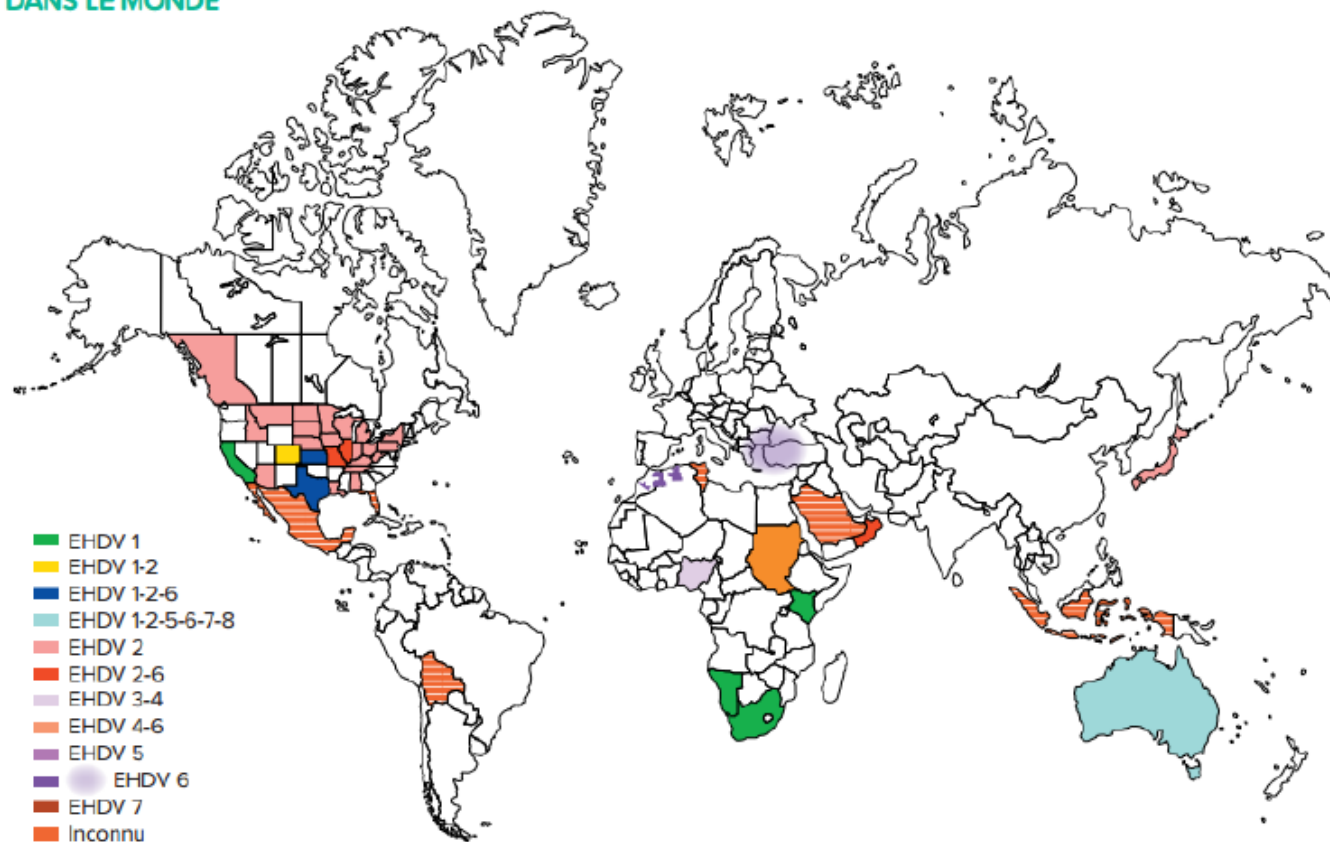 DANS LE MONDE
EHDV 1
EHDV 1-2
EHDV 1-2-6
EHDV 1-2-5-6-7-8
EHDV 2
EHDV 2-6
EHDV 3-4
EHDV 4-6
EHDV 5
EHDV 6
EHDV 7
Inconnu